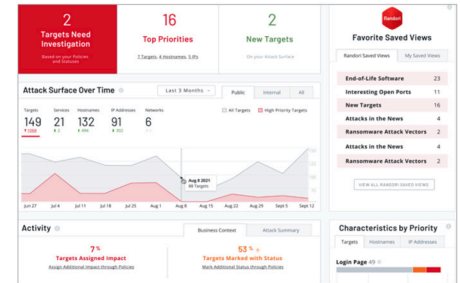 2
Targets Need
Investigation
Based on your Policies
and Statuses
16
Top Priorities
7 Targets, 4 Hostnames, 5 IPs
2
New Targets
On your Attack Surface
Randori
Favorite Saved Views
Randori Saved Views
My Saved Views
End-of-Life Software 23
Interesting Open Ports 11
New Targets 16
Attacks in the News 4
Ransomware Attack Vectors 2
Attacks in the News 4
Ransomware Attack Vectors 2
VIEW ALL RANDORI SAVED VIEWS
Attack Surface Over Time
Last 3 Months
Public
Internal
All
Targets Services Hostnames IP Addresses Networks
149 21 132 91 6
All Targets
High Priority Targets
Aug 8 2021
98 Targets
Jun 27 Jul 4 Jul 11 Jul 18 Jul 25 Aug 1 Aug 8 Aug 15 Aug 22 Aug 29 Sept 5 Sept 12
Activity
Business Context
Attack Summary
7%
Targets Assigned Impact
Assign Additional Impact through Policies
53%
Targets Marked with Status
Mark Additional Status through Policies
Characteristics by Priority
Targets
Hostnames
IP Addresses
Login Page 49